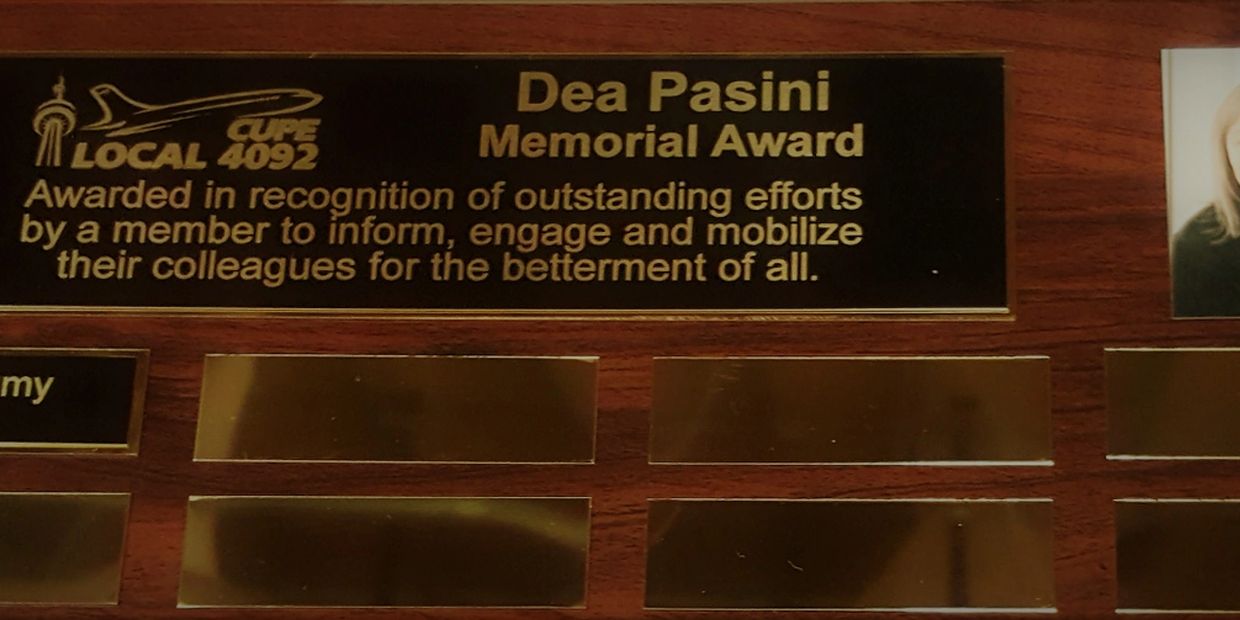 CUPE
LOCAL 4092
Dea Pasini
Memorial Award
Awarded in recognition of outstanding efforts
by a member to inform, engage and mobilize
their colleagues for the betterment of all.
my